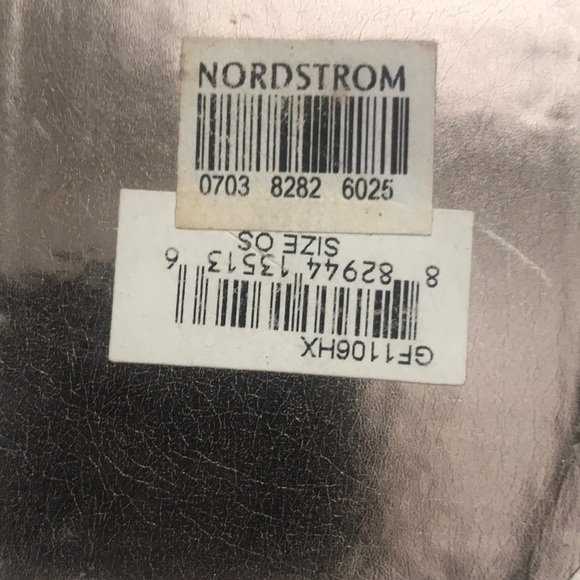 NORDSTROM
0703 8282 6025
GF1106HX
8 82944 13513 6
SIZE OS